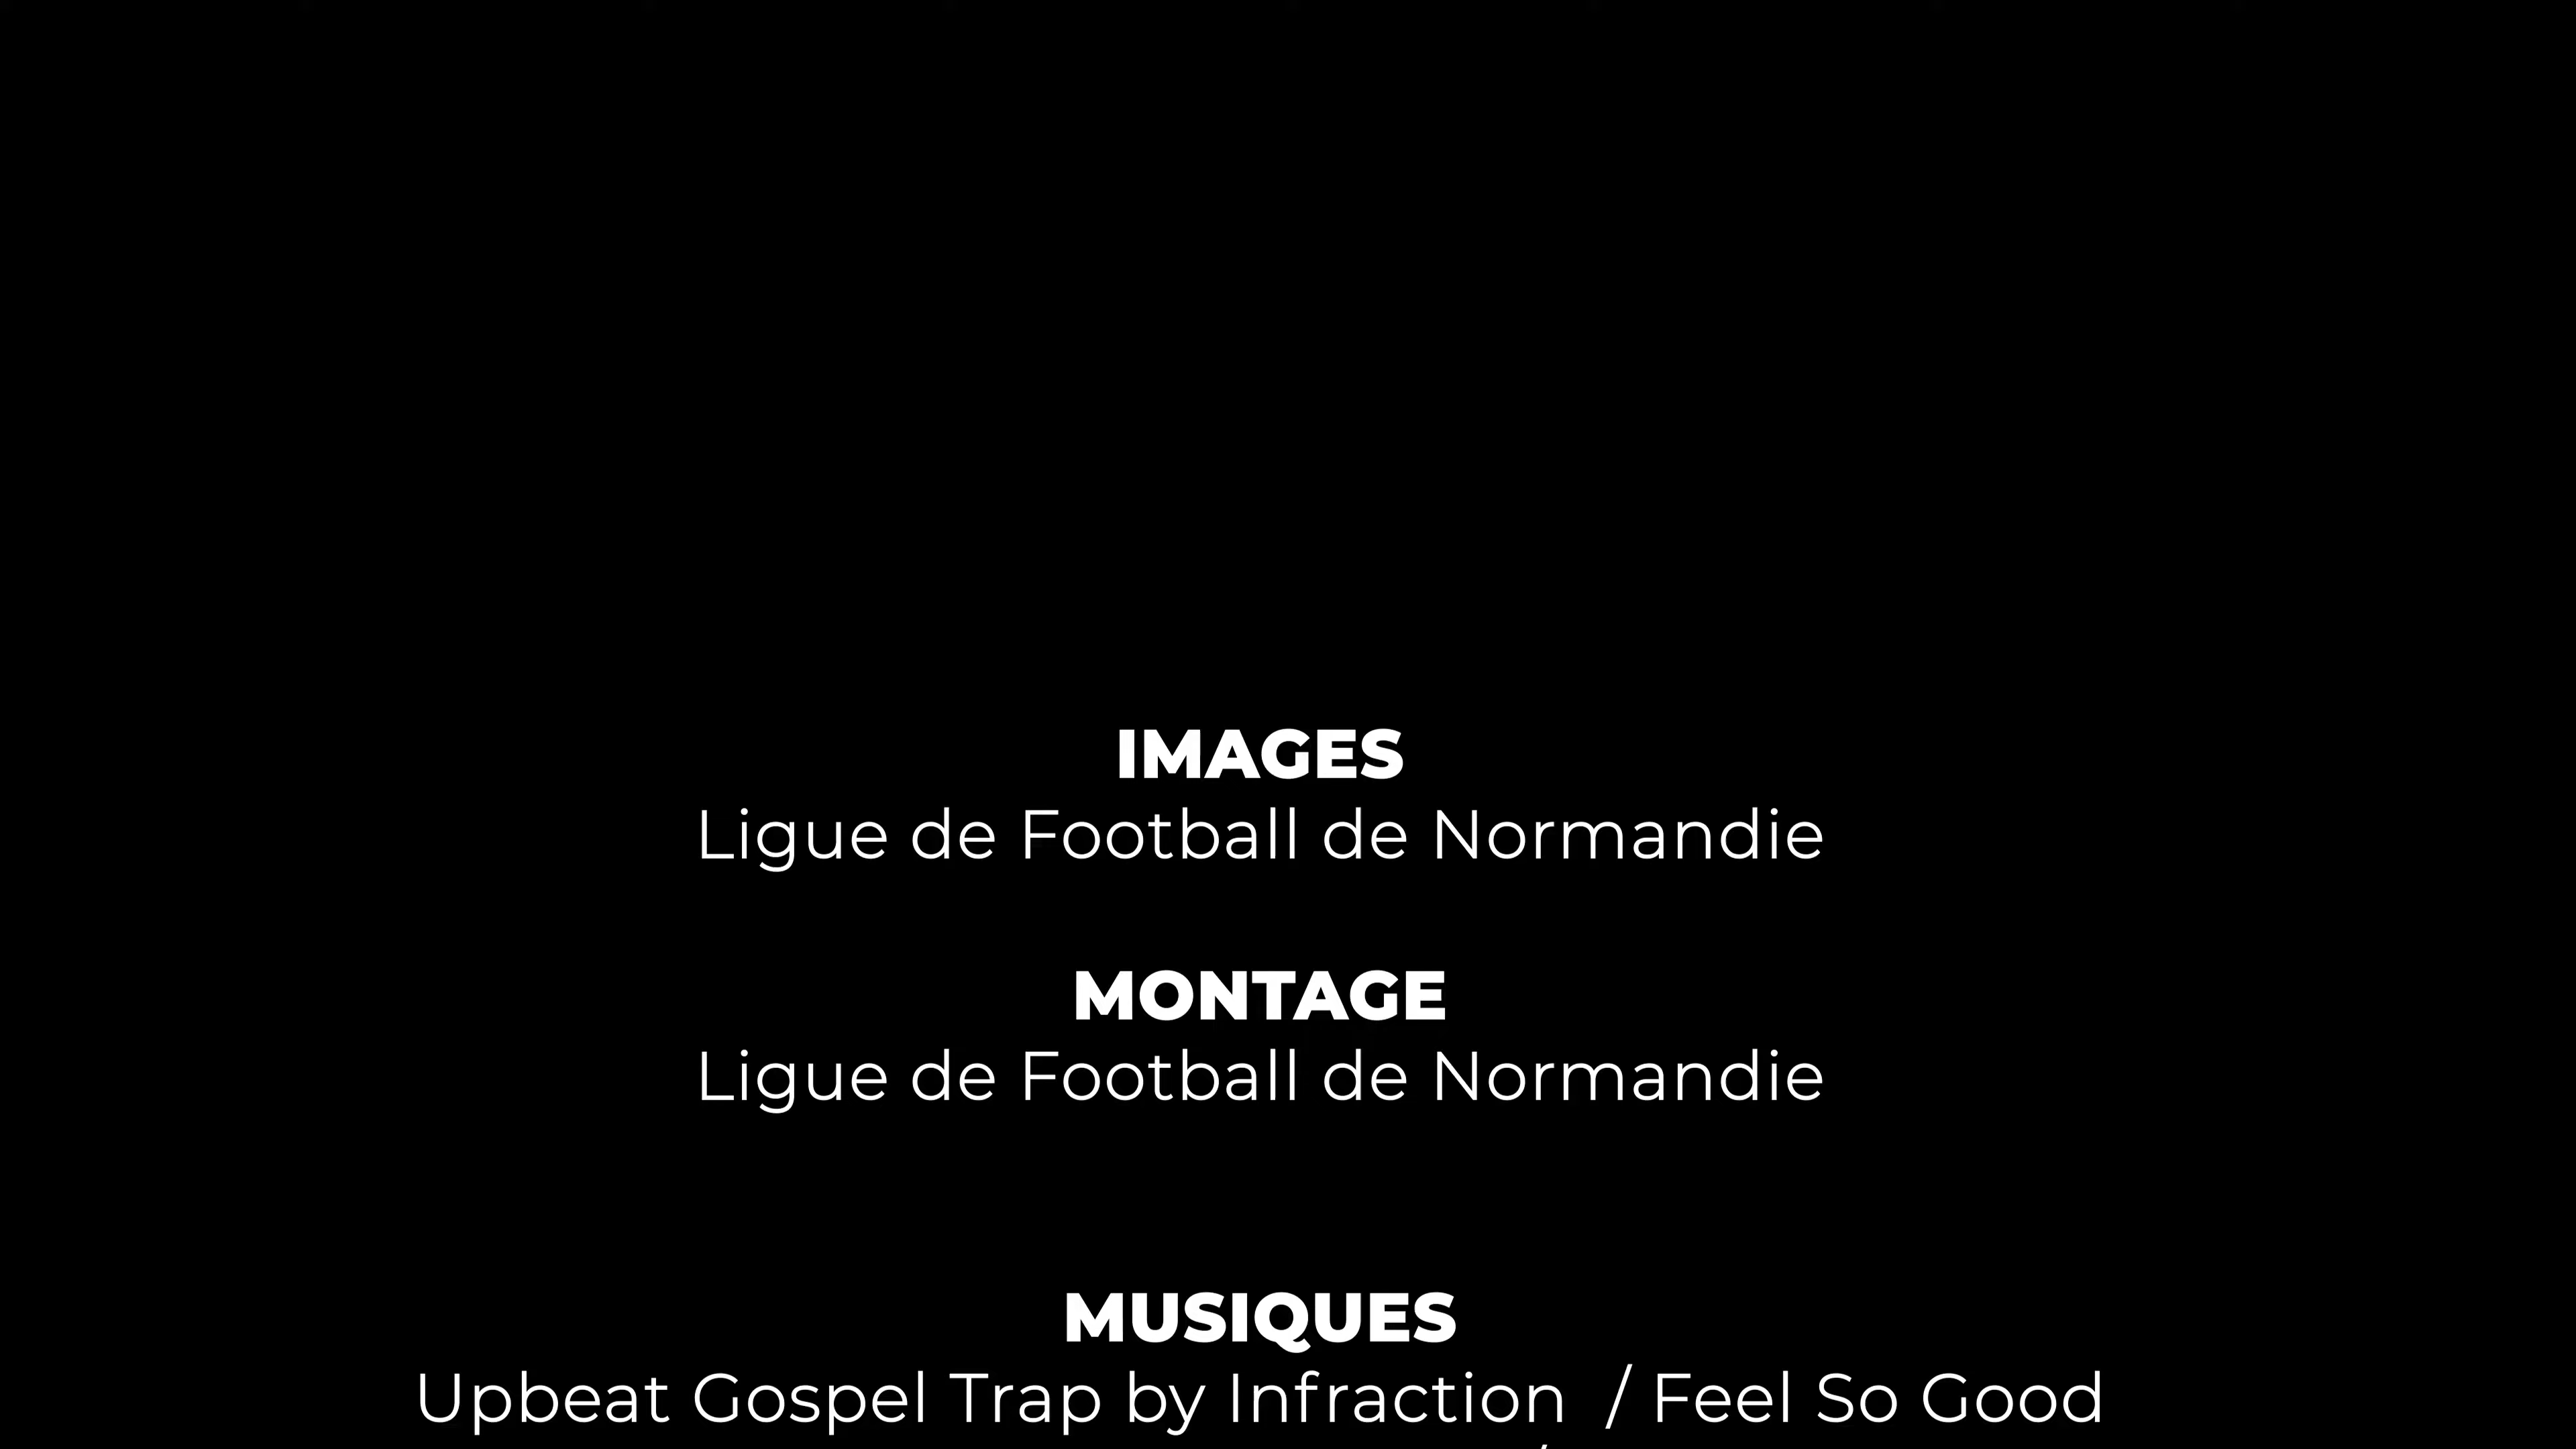 IMAGES
Ligue de Football de Normandie
MONTAGE
Ligue de Football de Normandie
MUSIQUES
Upbeat Gospel Trap by Infraction / Feel So Good